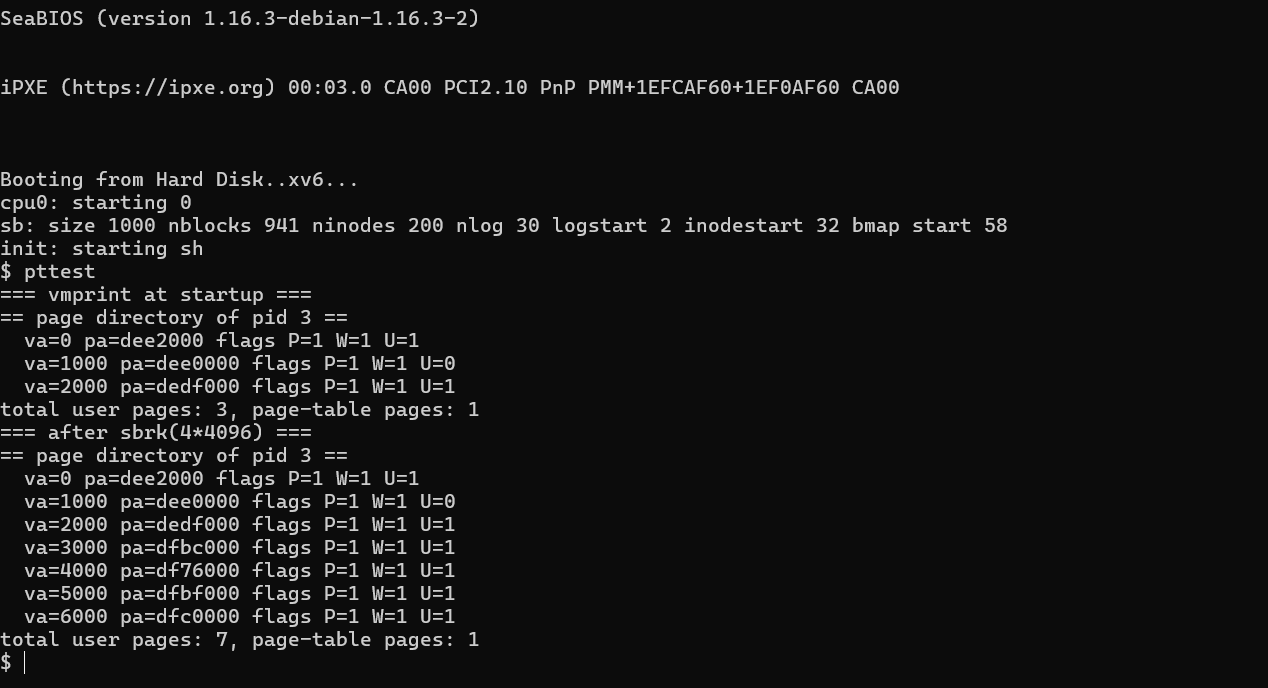 SeaBIOS (version 1.16.3-debian-1.16.3-2)
iPXE (https://ipxe.org) 00:03.0 CA00 PCI2.10 PnP PMM+1EFCAF60+1EF0AF60 CA00
Booting from Hard Disk..xv6...
cpu0: starting 0
sb: size 1000 nblocks 941 ninodes 200 nlog 30 logstart 2 inodestart 32 bmap start 58
init: starting sh
$ pttest
=== vmprint at startup ===
== page directory of pid 3 ==
  va=0 pa=dee2000 flags P=1 W=1 U=1
  va=1000 pa=dee0000 flags P=1 W=1 U=0
  va=2000 pa=dedf000 flags P=1 W=1 U=1
total user pages: 3, page-table pages: 1
=== after sbrk(4*4096) ===
== page directory of pid 3 ==
  va=0 pa=dee2000 flags P=1 W=1 U=1
  va=1000 pa=dee0000 flags P=1 W=1 U=0
  va=2000 pa=dedf000 flags P=1 W=1 U=1
  va=3000 pa=dfbc000 flags P=1 W=1 U=1
  va=4000 pa=df76000 flags P=1 W=1 U=1
  va=5000 pa=dfbf000 flags P=1 W=1 U=1
  va=6000 pa=dfc0000 flags P=1 W=1 U=1
total user pages: 7, page-table pages: 1
$